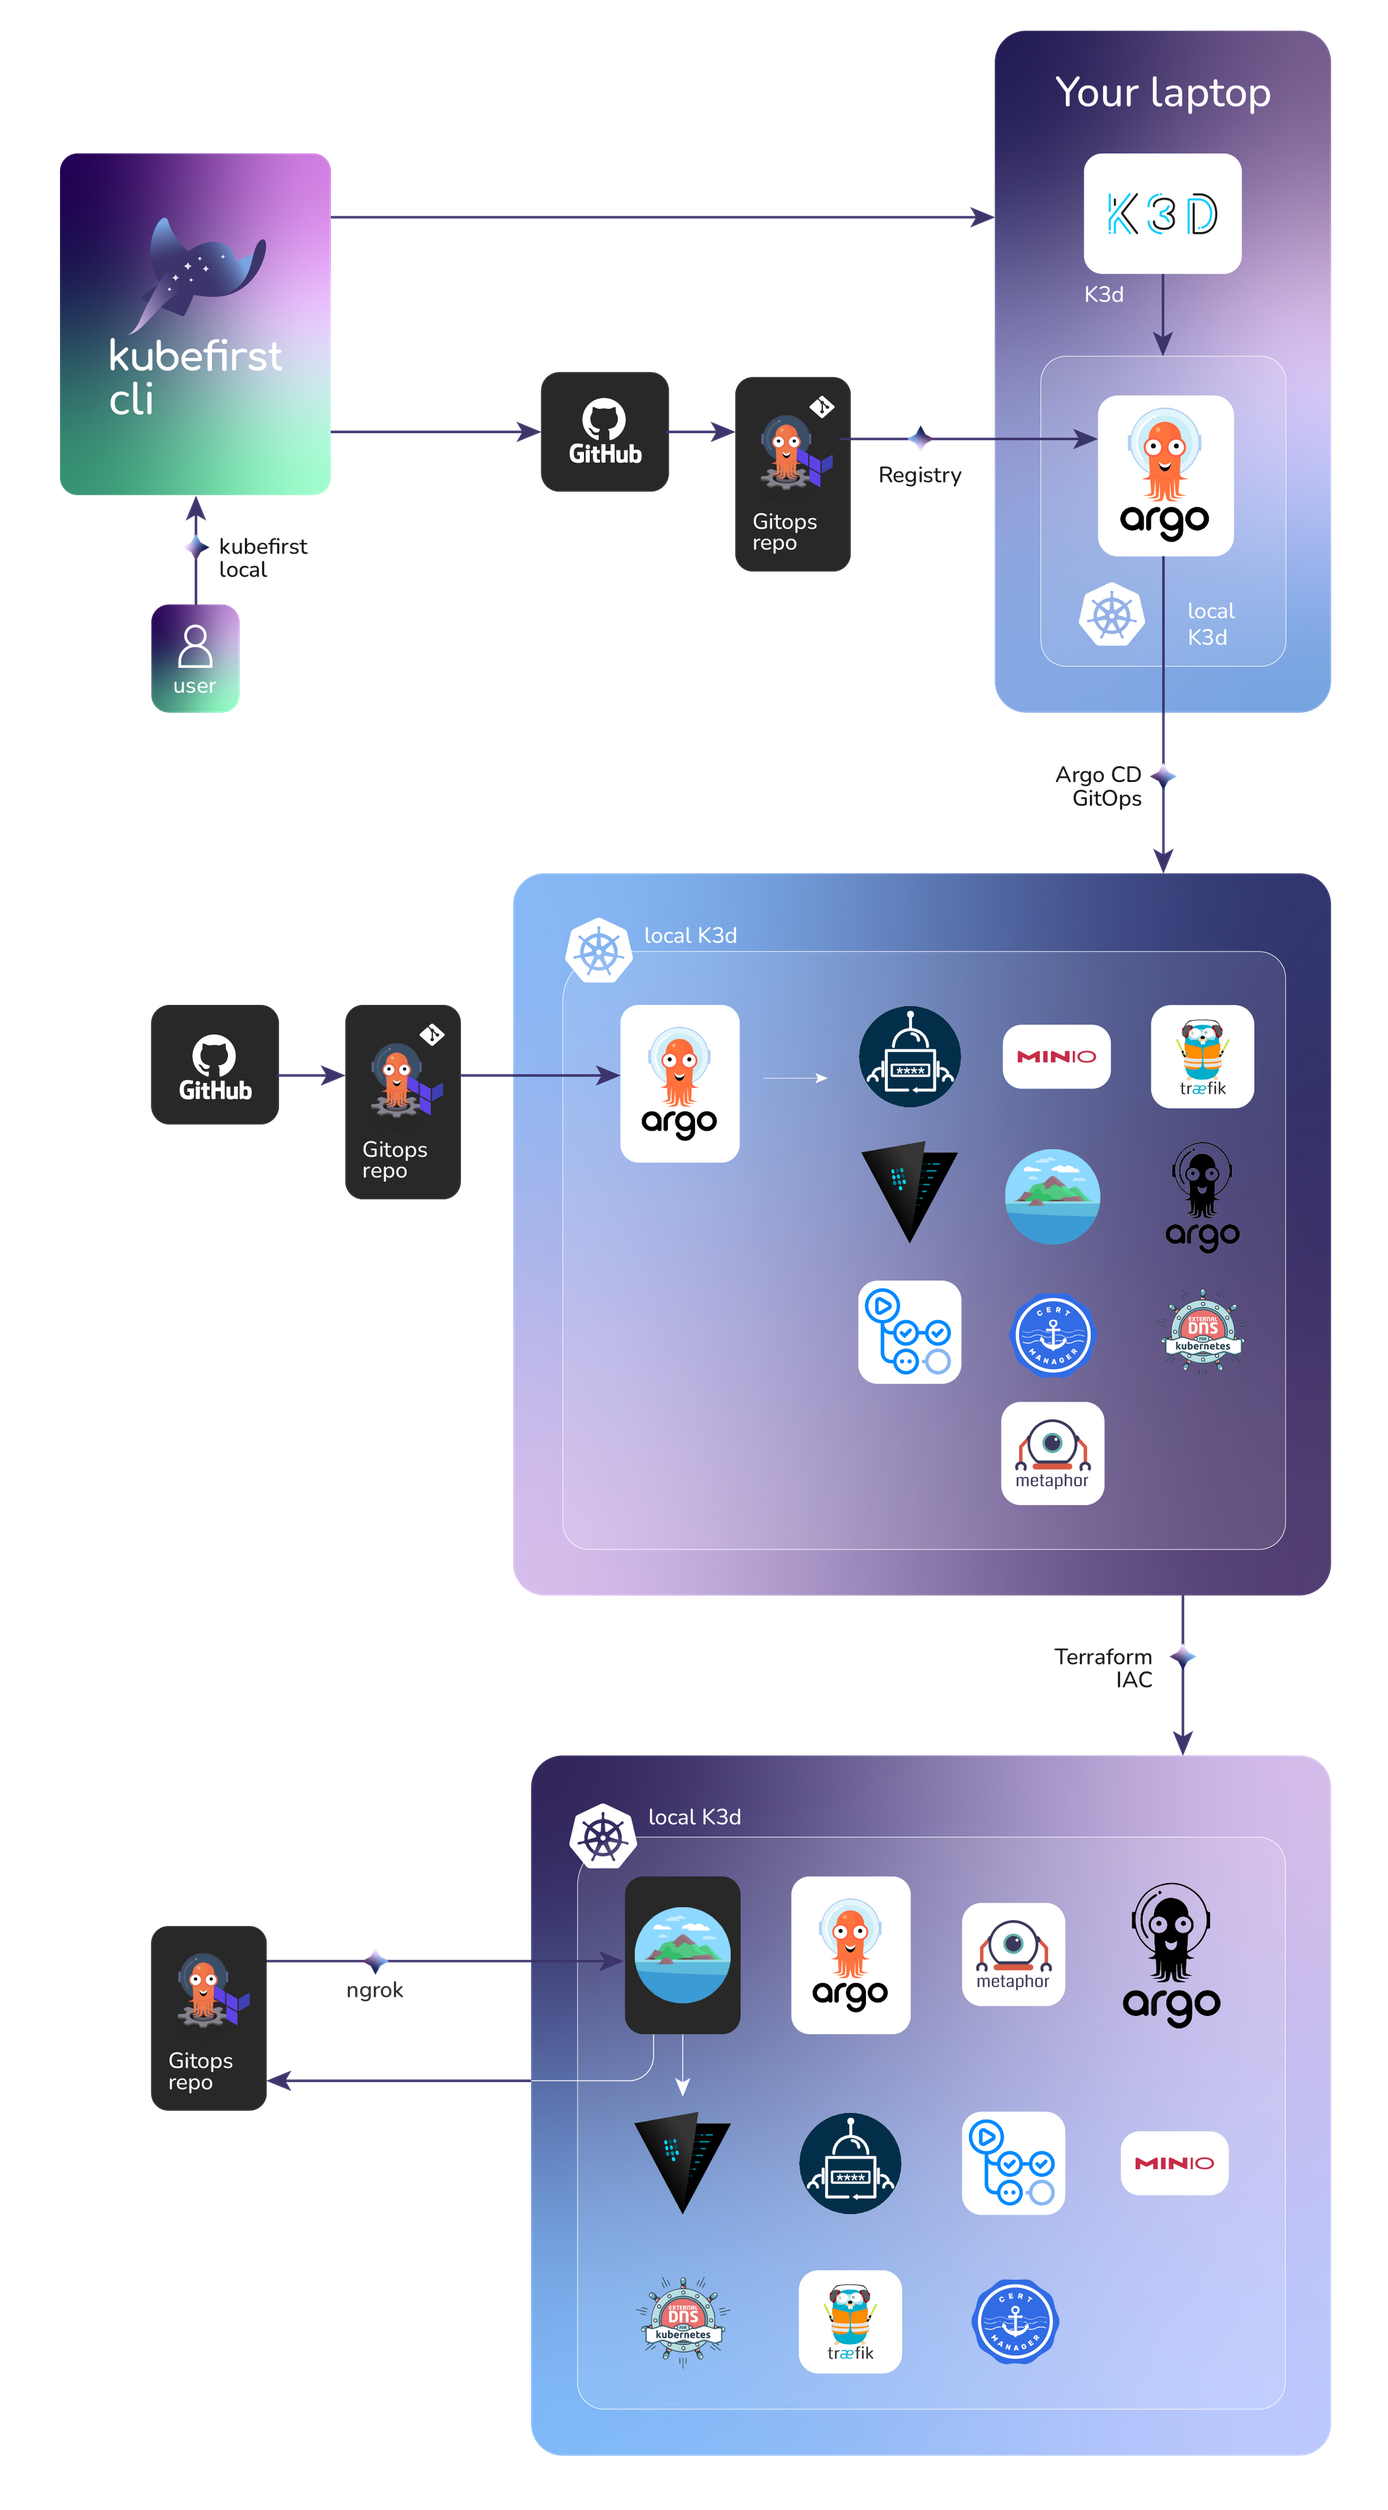 Your laptop
K3D
K3d
kubefirst
cli
GitHub
Gitops
repo
Registry
argo
local
K3d
kubefirst
local
user
Argo CD
GitOps
local K3d
GitHub
Gitops
repo
argo
****
MINIO
træfik
argo
CERT
MANAGER
EXTERNAL
DNS
FOR
kubernetes
metaphor
Terraform
IAC
local K3d
Gitops
repo
ngrok
argo
metaphor
argo
****
MINIO
EXTERNAL
DNS
FOR
kubernetes
træfik
CERT
MANAGER